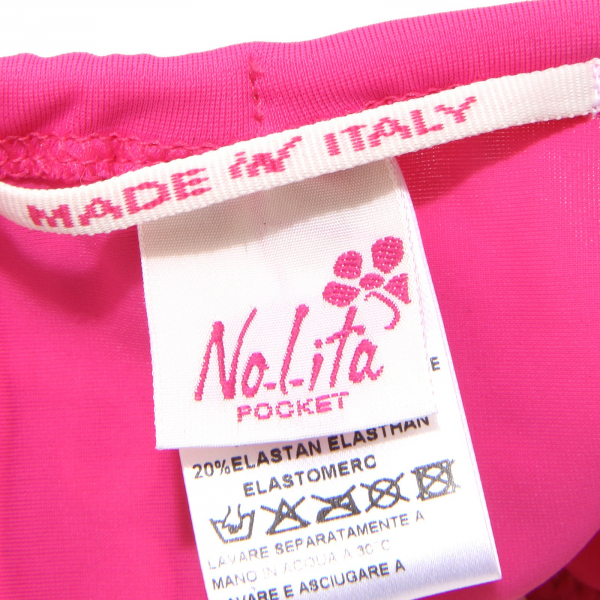 MADE IN ITALY
No.l.ita
POCKET
E
20%ELASTAN ELASTHAN
ELASTOMERO
LAVARE SEPARATAMENTE A
MANO IN ACQUA A 30°C
LAVARE E ASCIUGARE A